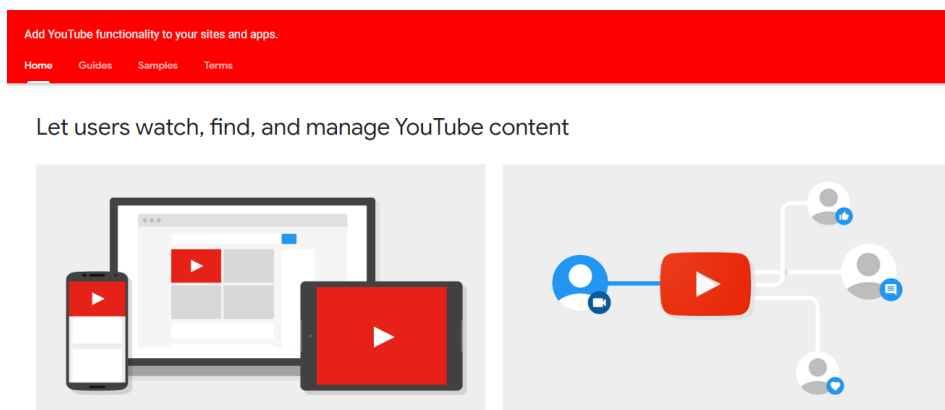 Add YouTube functionality to your sites and apps.
Home Guides Samples Terms
Let users watch, find, and manage YouTube content